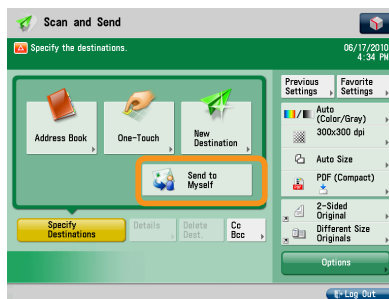 Scan and Send
Specify the destinations.
06/17/2010
4:34 PM
Previous
Settings
Favorite
Settings
Address Book
One-Touch
New
Destination
Send to
Myself
Auto
(Color/Gray)
300x300 dpi
Auto Size
PDF (Compact)
2-Sided
Original
Different Size
Originals
Specify
Destinations
Details
Delete
Dest.
Cc
Bcc
Options
Log Out